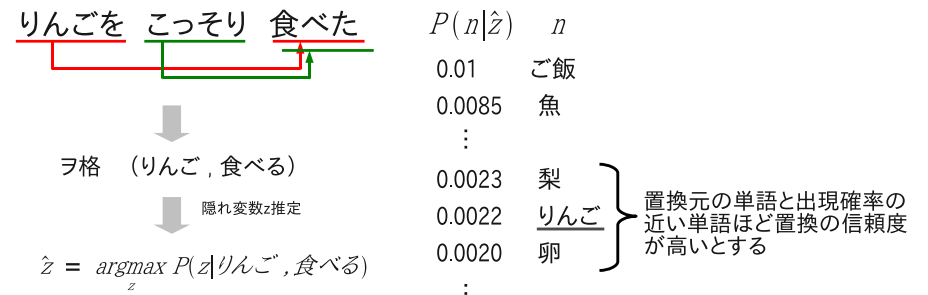 りんごを こっそり 食べた
ヲ格 (りんご , 食べる)
隠れ変数z推定
ẑ = argmax P(z|りんご , 食べる)
z
P(n|ẑ) n
0.01 ご飯
0.0085 魚
⋮
0.0023 梨
0.0022 りんご
0.0020 卵
⋮
置換元の単語と出現確率の
近い単語ほど置換の信頼度
が高いとする